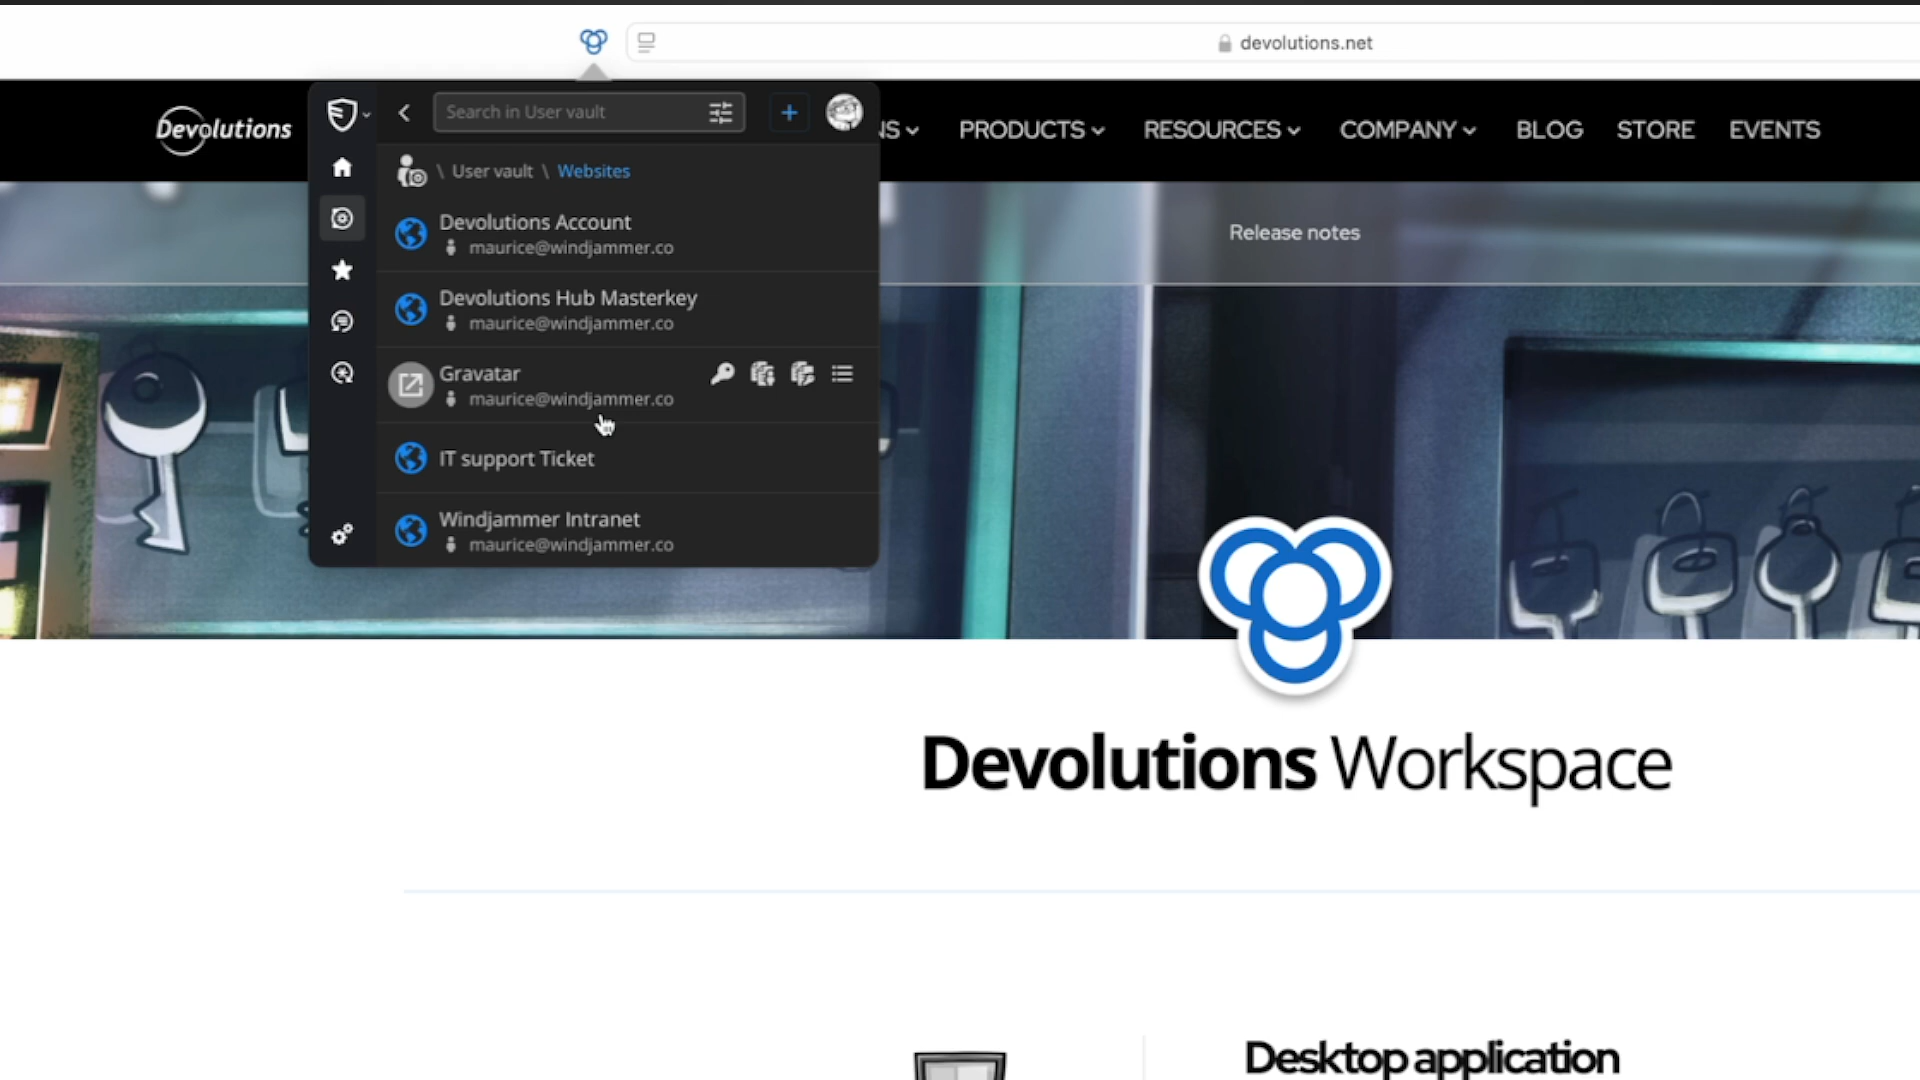 devolutions.net
Devolutions
Search in User vault
NS
PRODUCTS
RESOURCES
COMPANY
BLOG
STORE
EVENTS
\ User vault \ Websites
Release notes
Devolutions Account
maurice@windjammer.co
Devolutions Hub Masterkey
maurice@windjammer.co
Gravatar
maurice@windjammer.co
IT support Ticket
Windjammer Intranet
maurice@windjammer.co
Devolutions Workspace
Desktop application